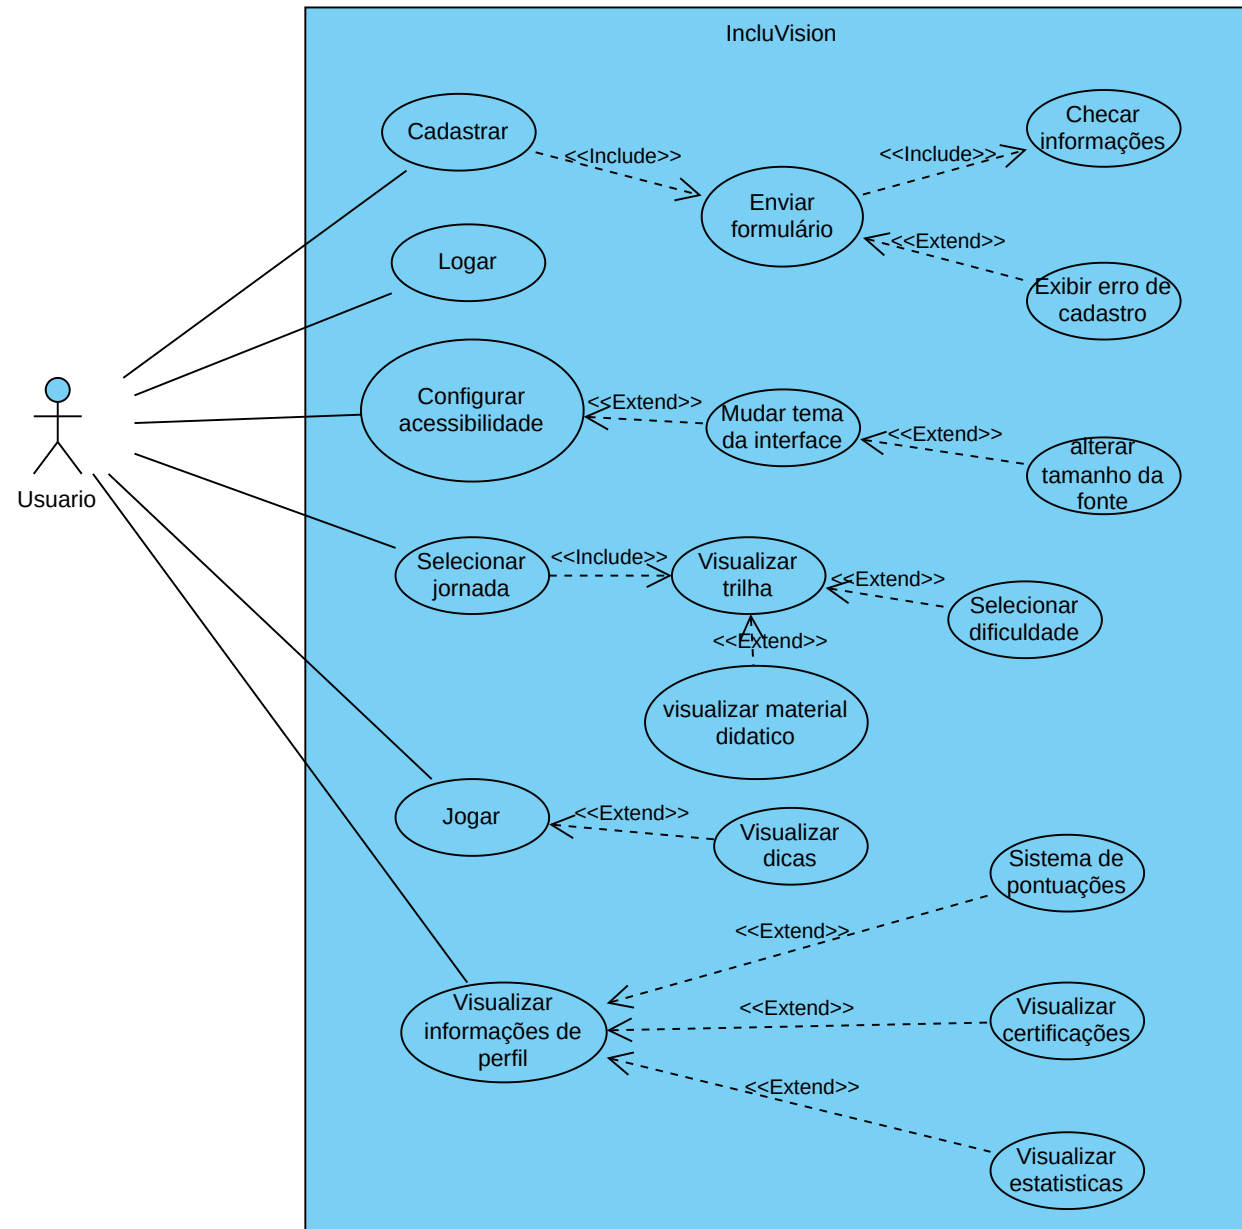 IncluVision
Cadastrar
<<Include>>
Enviar
formulário
<<Include>>
Checar
informações
<<Extend>>
Exibir erro de
cadastro
Logar
Configurar
acessibilidade
<<Extend>>
Mudar tema
da interface
<<Extend>>
alterar
tamanho da
fonte
Usuario
Selecionar
jornada
<<Include>>
Visualizar
trilha
<<Extend>>
Selecionar
dificuldade
<<Extend>>
visualizar material
didatico
Jogar
<<Extend>>
Visualizar
dicas
Sistema de
pontuações
<<Extend>>
Visualizar
informações de
perfil
<<Extend>>
Visualizar
certificações
<<Extend>>
Visualizar
estatisticas